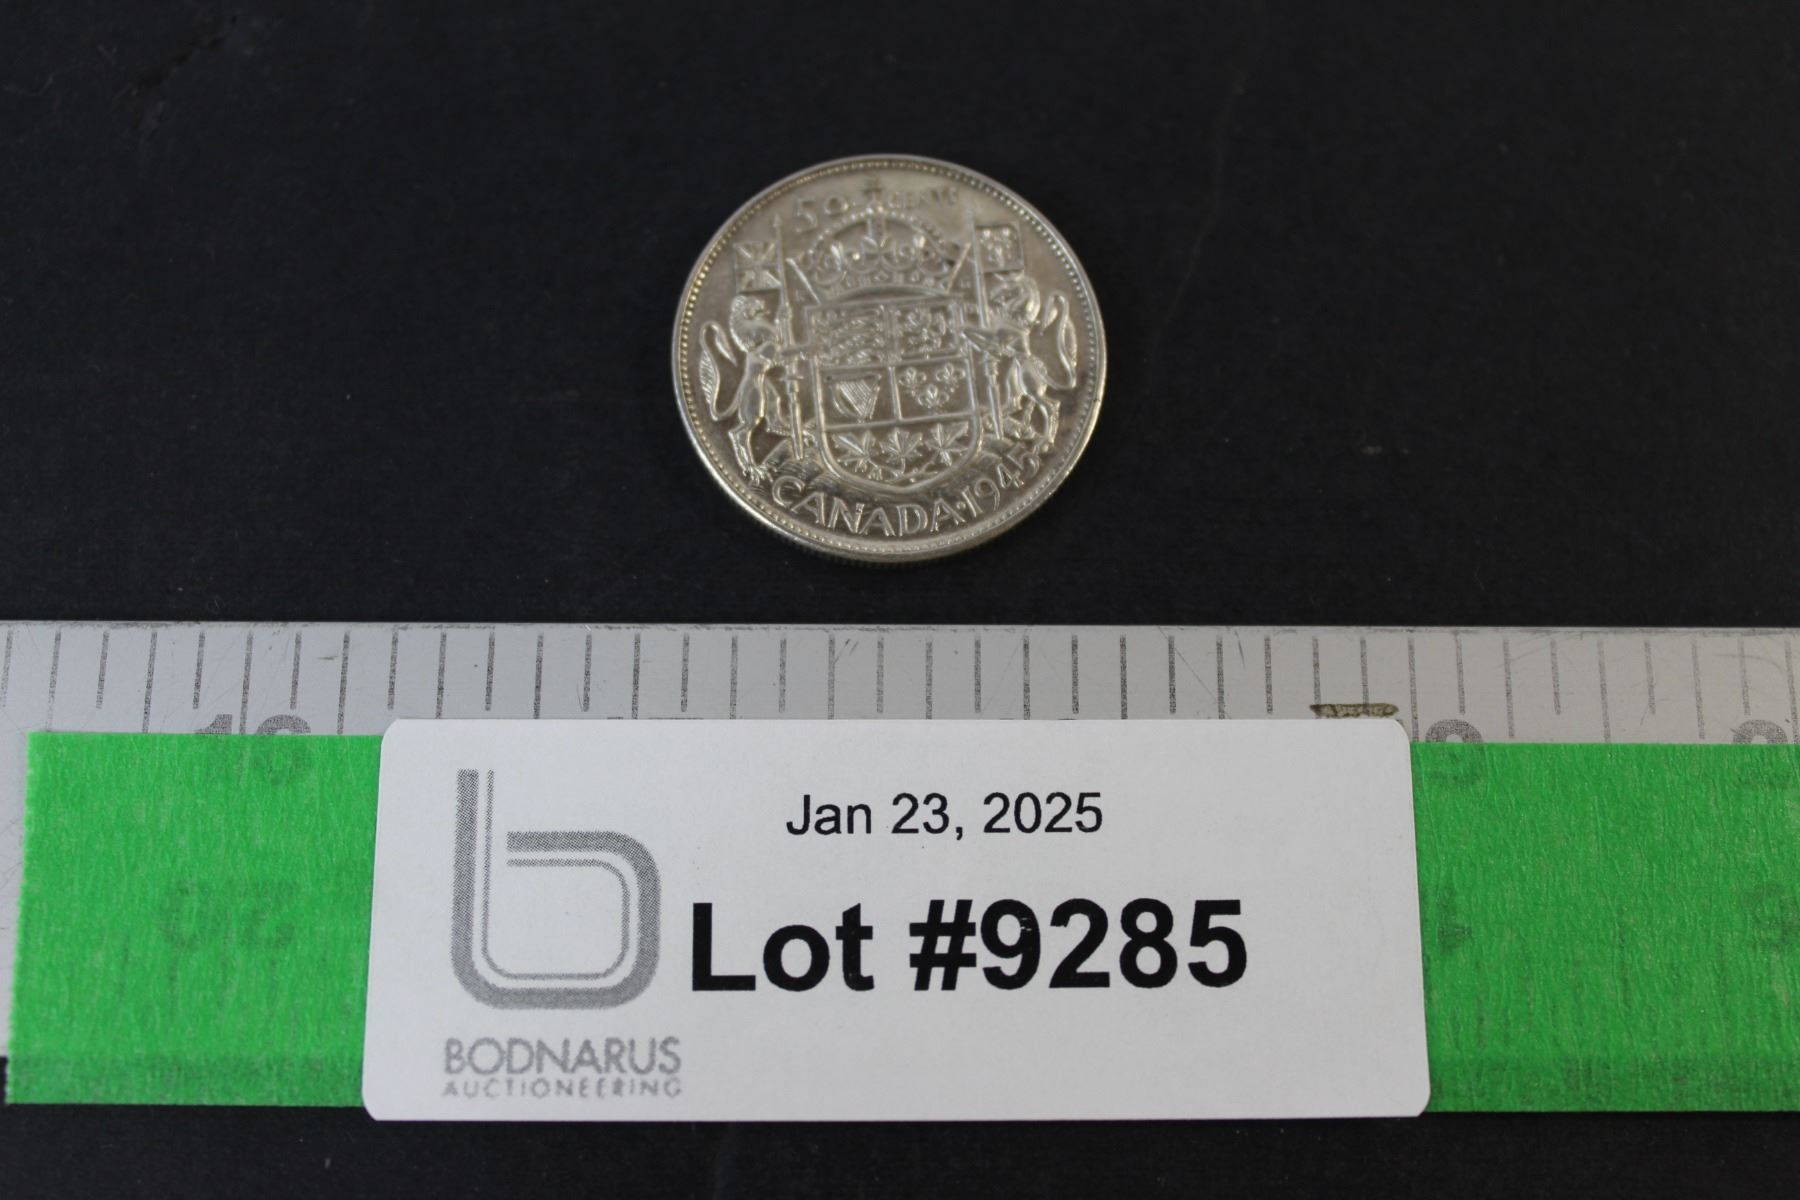 50 CENTS
CANADA·1945
Jan 23, 2025
Lot #9285
BODNARUS
AUCTIONEERING